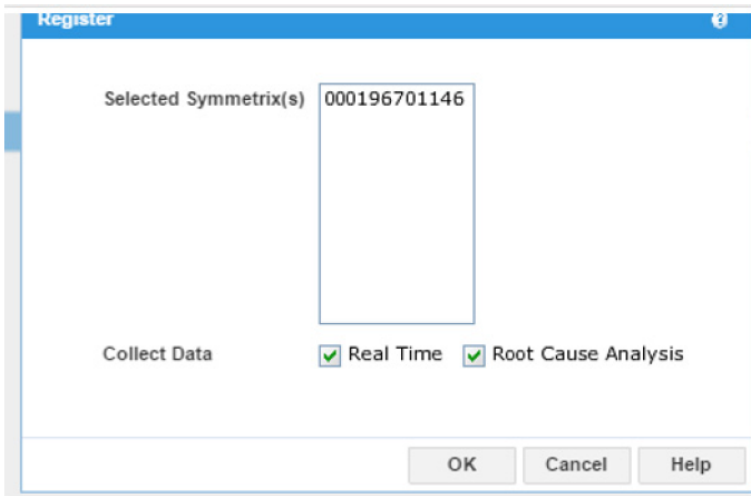 Register
Selected Symmetrix(s) 000196701146
Collect Data Real Time Root Cause Analysis
OK Cancel Help